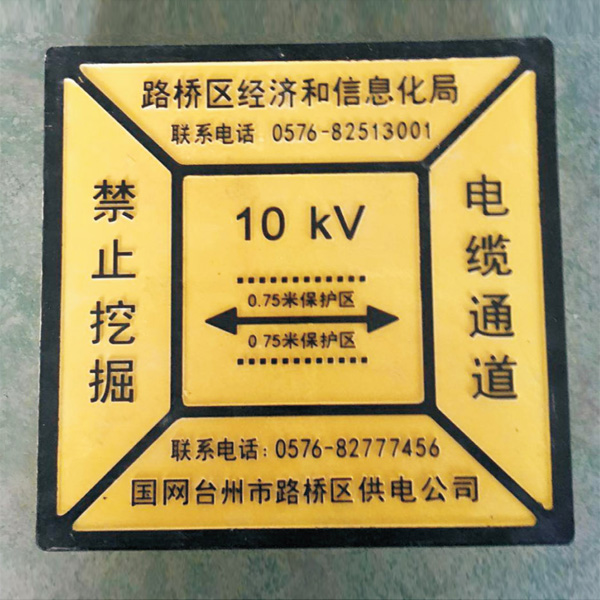 路桥区经济和信息化局
联系电话 0576-82513001
禁止挖掘
10 kV
0.75米保护区
0.75米保护区
电缆通道
联系电话:0576-82777456
国网台州市路桥区供电公司